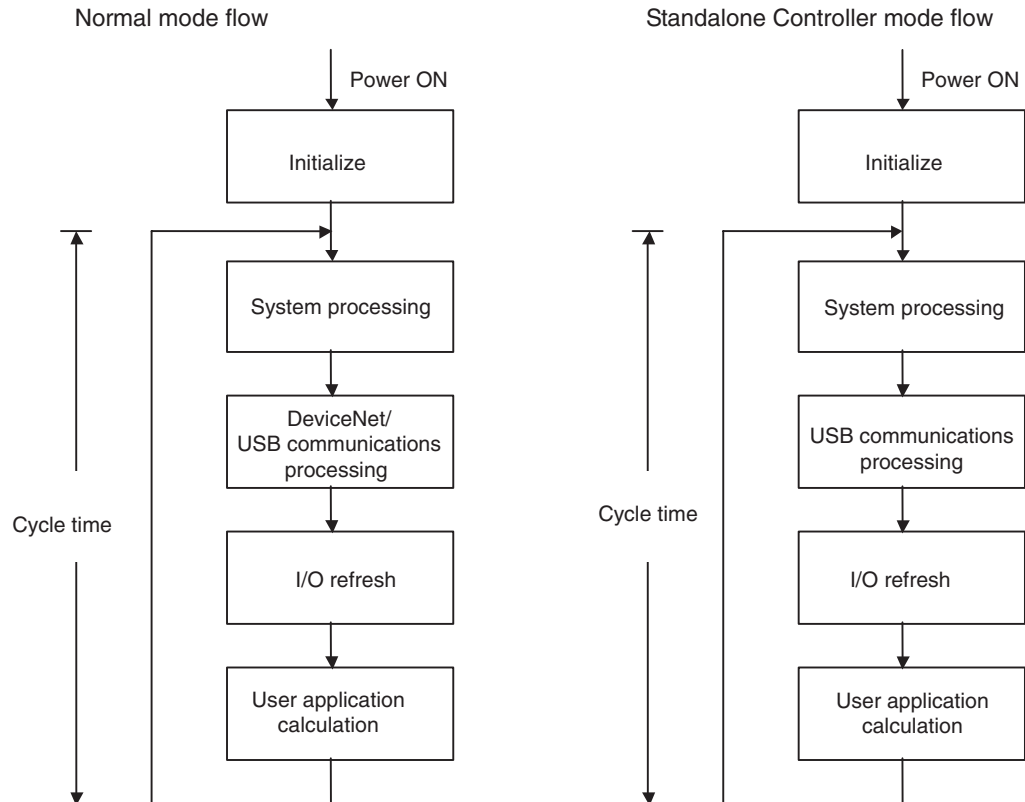 Normal mode flow
Power ON
Initialize
System processing
DeviceNet/
USB communications
processing
I/O refresh
User application
calculation
Cycle time
Standalone Controller mode flow
Power ON
Initialize
System processing
USB communications
processing
I/O refresh
User application
calculation
Cycle time